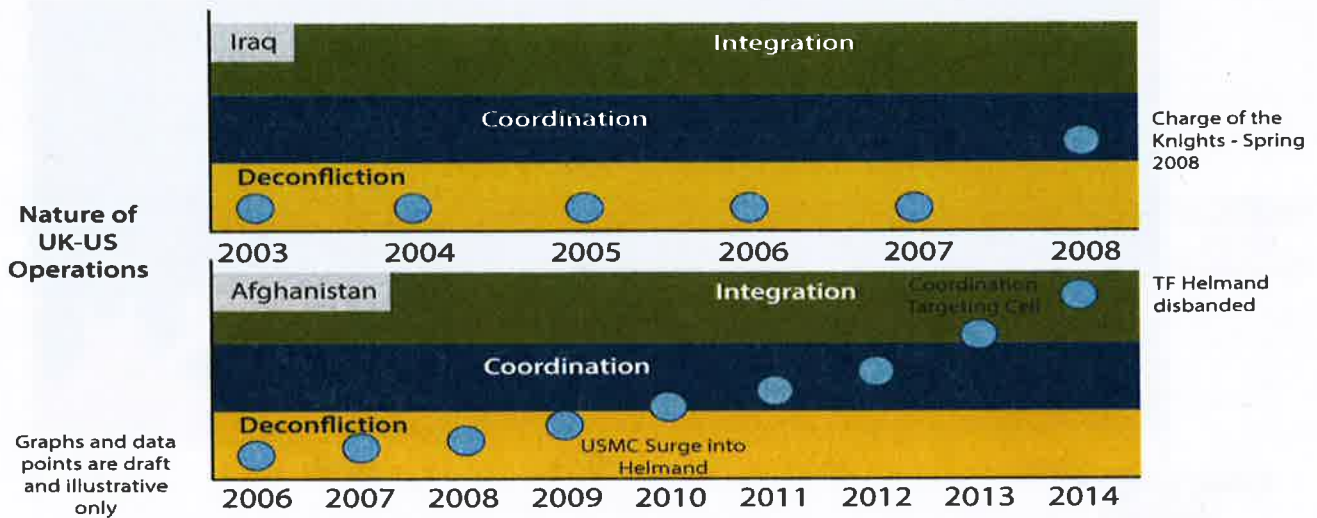 Iraq
Integration
Coordination
Charge of the
Knights - Spring
2008
Deconfliction
Nature of
UK-US
Operations
2003 2004 2005 2006 2007 2008
Afghanistan
Integration
Coordination
Targeting Cell
TF Helmand
disbanded
Coordination
Deconfliction
USMC Surge into
Helmand
Graphs and data
points are draft
and illustrative
only
2006 2007 2008 2009 2010 2011 2012 2013 2014